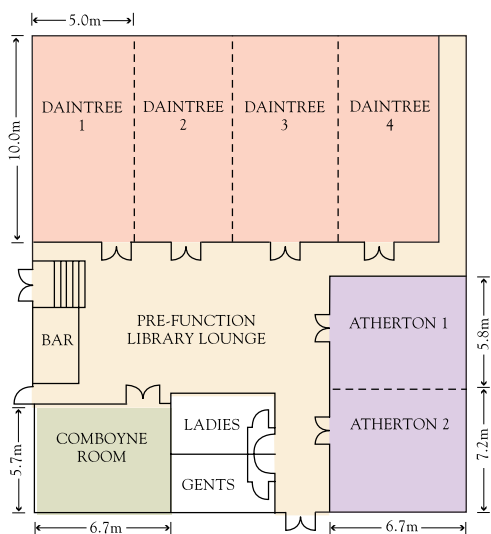 5.0m
10.0m
DAINTREE
1
DAINTREE
2
DAINTREE
3
DAINTREE
4
PRE-FUNCTION
LIBRARY LOUNGE
BAR
ATHERTON 1
5.8m
ATHERTON 2
7.2m
COMBOYNE
ROOM
5.7m
LADIES
GENTS
6.7m
6.7m